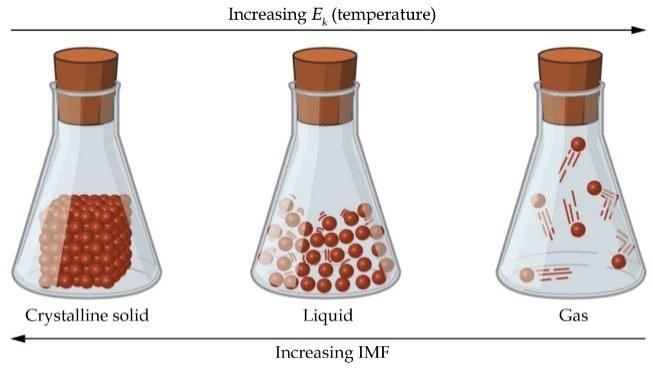 Increasing Ek (temperature)
Crystalline solid
Liquid
Gas
Increasing IMF